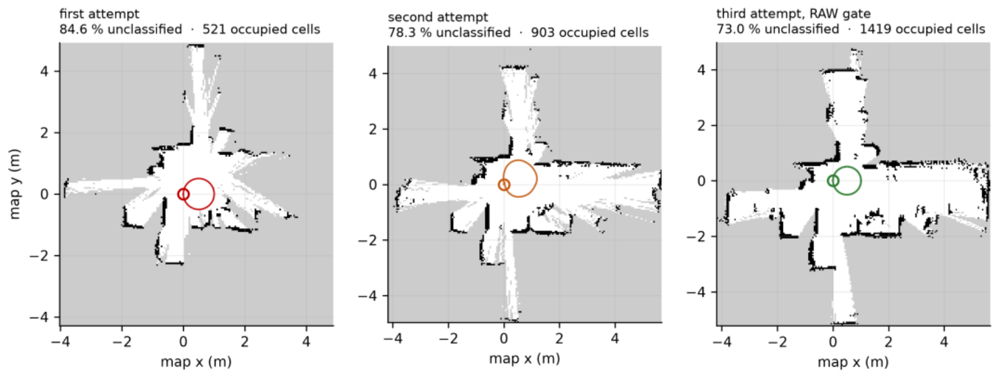 first attempt
84.6 % unclassified · 521 occupied cells
second attempt
78.3 % unclassified · 903 occupied cells
third attempt, RAW gate
73.0 % unclassified · 1419 occupied cells
map y (m)
4
2
0
−2
−4
−4 −2 0 2 4
map x (m)
4
2
0
−2
−4
−4 −2 0 2 4
map x (m)
4
2
0
−2
−4
−4 −2 0 2 4
map x (m)